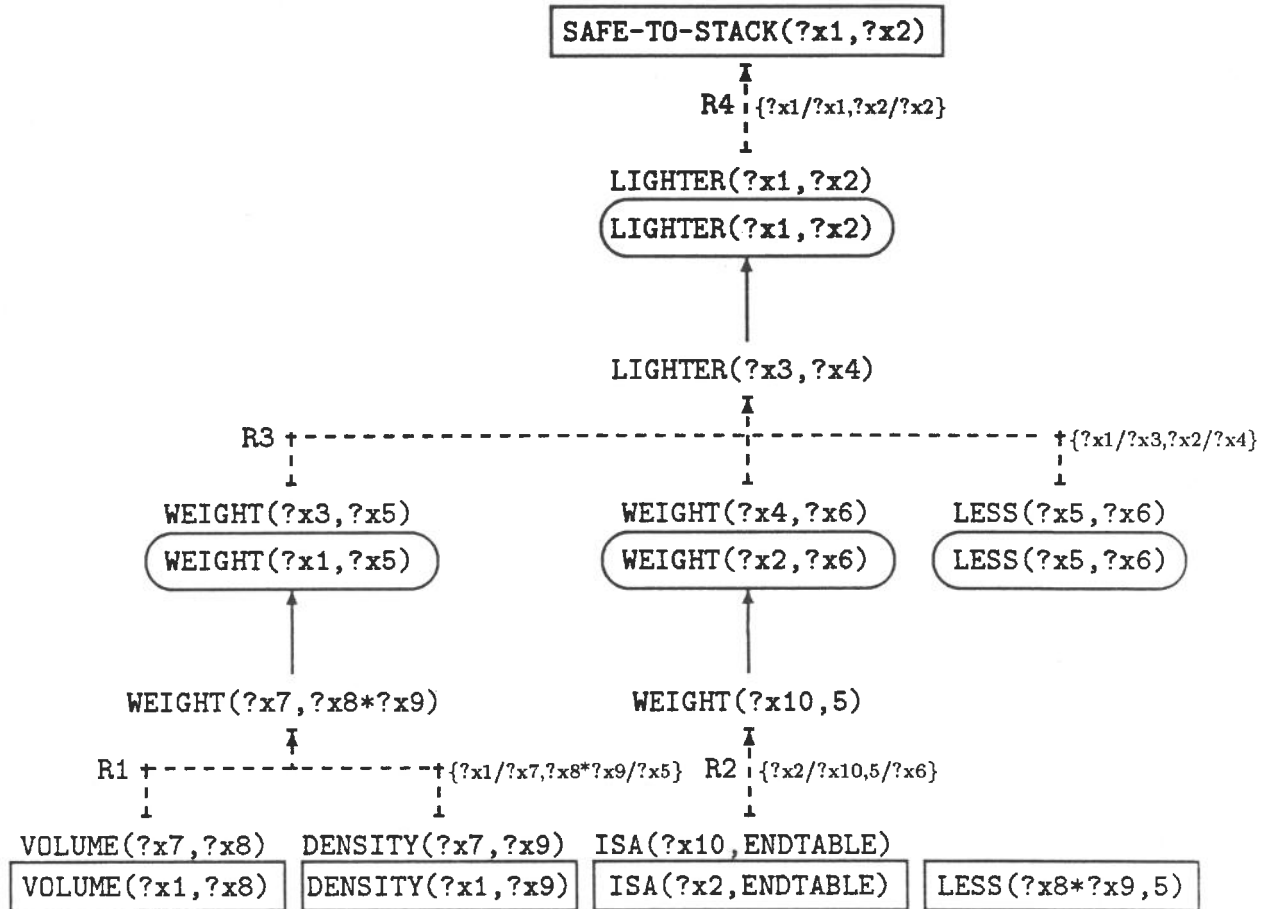 SAFE-TO-STACK(?x1,?x2)
R4 {?x1/?x1,?x2/?x2}
LIGHTER(?x1,?x2)
LIGHTER(?x1,?x2)
LIGHTER(?x3,?x4)
R3 {?x1/?x3,?x2/?x4}
WEIGHT(?x3,?x5) WEIGHT(?x4,?x6) LESS(?x5,?x6)
WEIGHT(?x1,?x5) WEIGHT(?x2,?x6) LESS(?x5,?x6)
WEIGHT(?x7,?x8*?x9) WEIGHT(?x10,5)
R1 {?x1/?x7,?x8*?x9/?x5} R2 {?x2/?x10,5/?x6}
VOLUME(?x7,?x8) DENSITY(?x7,?x9) ISA(?x10,ENDTABLE)
VOLUME(?x1,?x8) DENSITY(?x1,?x9) ISA(?x2,ENDTABLE) LESS(?x8*?x9,5)